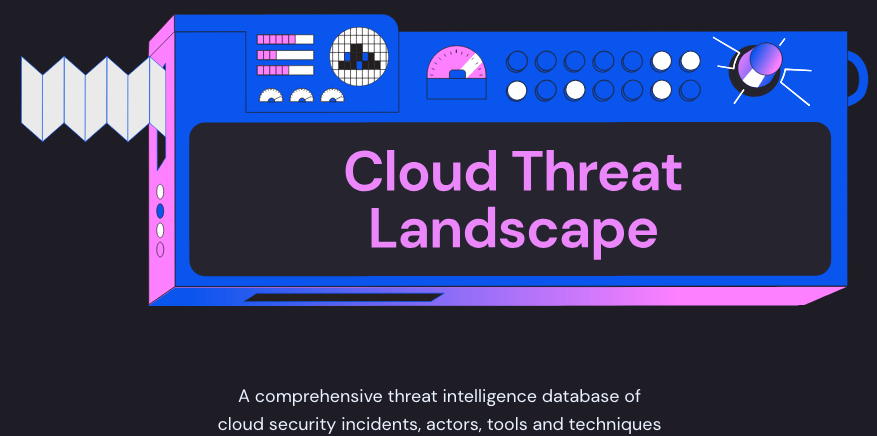 Cloud Threat
Landscape
A comprehensive threat intelligence database of
cloud security incidents, actors, tools and techniques